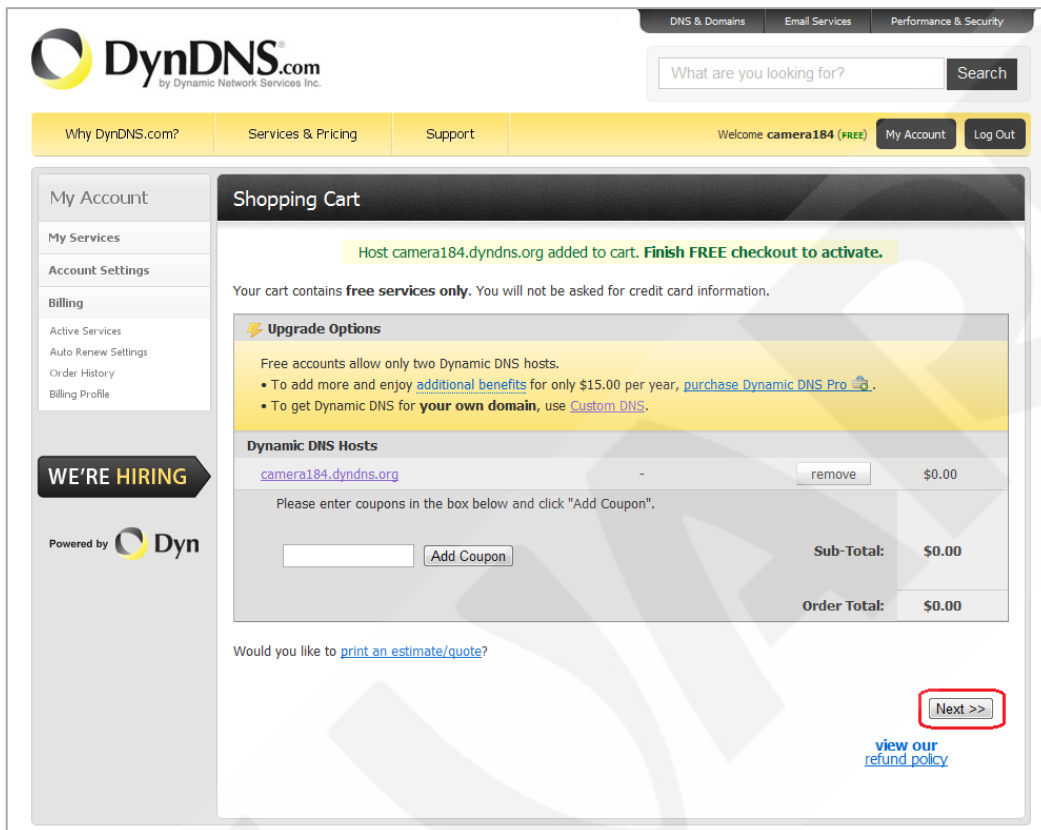 DNS & Domains Email Services Performance & Security
DynDNS.com
by Dynamic Network Services Inc.
What are you looking for? Search
Why DynDNS.com? Services & Pricing Support Welcome camera184 (FREE) My Account Log Out
My Account
My Services
Account Settings
Billing
Active Services
Auto Renew Settings
Order History
Billing Profile
WE'RE HIRING
Powered by Dyn
Shopping Cart
Host camera184.dyndns.org added to cart. Finish FREE checkout to activate.
Your cart contains free services only. You will not be asked for credit card information.
Upgrade Options
Free accounts allow only two Dynamic DNS hosts.
• To add more and enjoy additional benefits for only $15.00 per year, purchase Dynamic DNS Pro .
• To get Dynamic DNS for your own domain, use Custom DNS.
Dynamic DNS Hosts
camera184.dyndns.org - remove $0.00
Please enter coupons in the box below and click "Add Coupon".
Add Coupon Sub-Total: $0.00
Order Total: $0.00
Would you like to print an estimate/quote?
Next >>
view our
refund policy